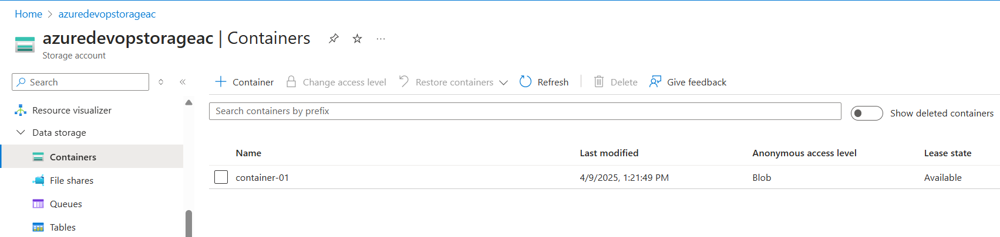 Home > azuredevopstorageac
azuredevopstorageac | Containers
Storage account
Search
Container Change access level Restore containers Refresh Delete Give feedback
Resource visualizer
Data storage
Containers
File shares
Queues
Tables
Search containers by prefix
Show deleted containers
Name Last modified Anonymous access level Lease state
container-01 4/9/2025, 1:21:49 PM Blob Available